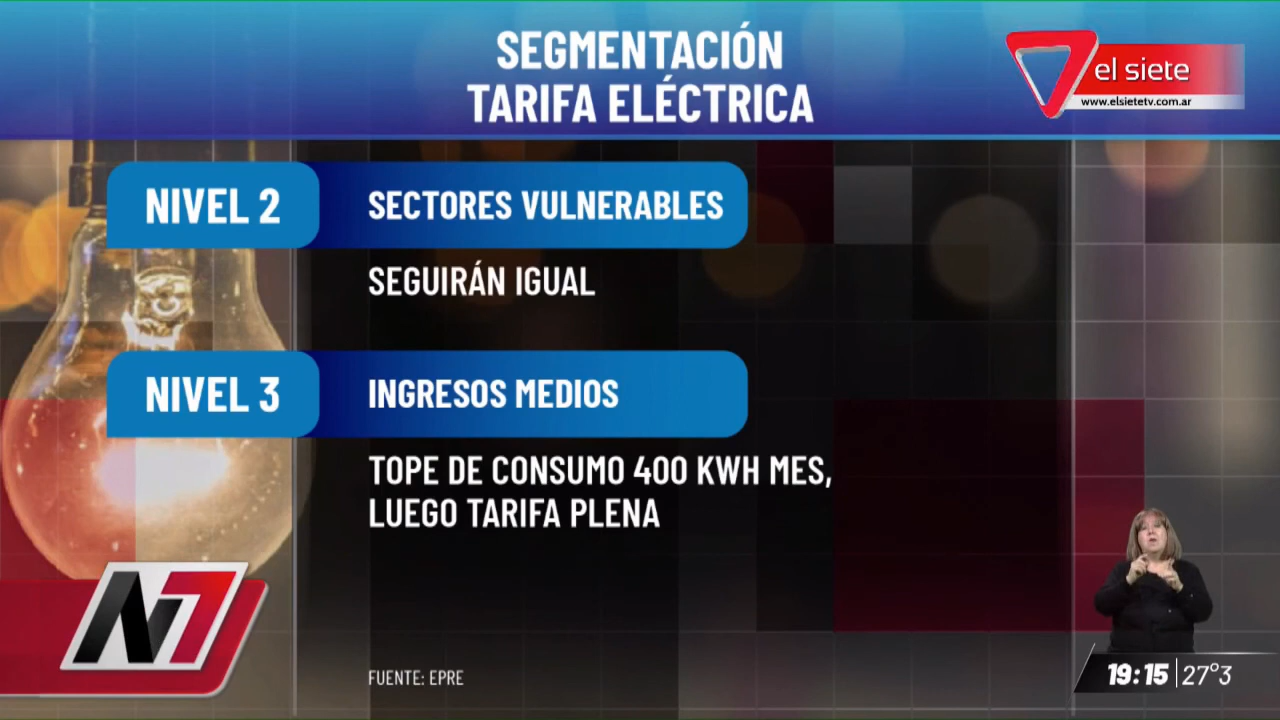 SEGMENTACIÓN
TARIFA ELÉCTRICA
el siete
www.elsietetv.com.ar
NIVEL 2
SECTORES VULNERABLES
SEGUIRÁN IGUAL
NIVEL 3
INGRESOS MEDIOS
TOPE DE CONSUMO 400 KWH MES,
LUEGO TARIFA PLENA
N7
FUENTE: EPRE
19:15 27°3